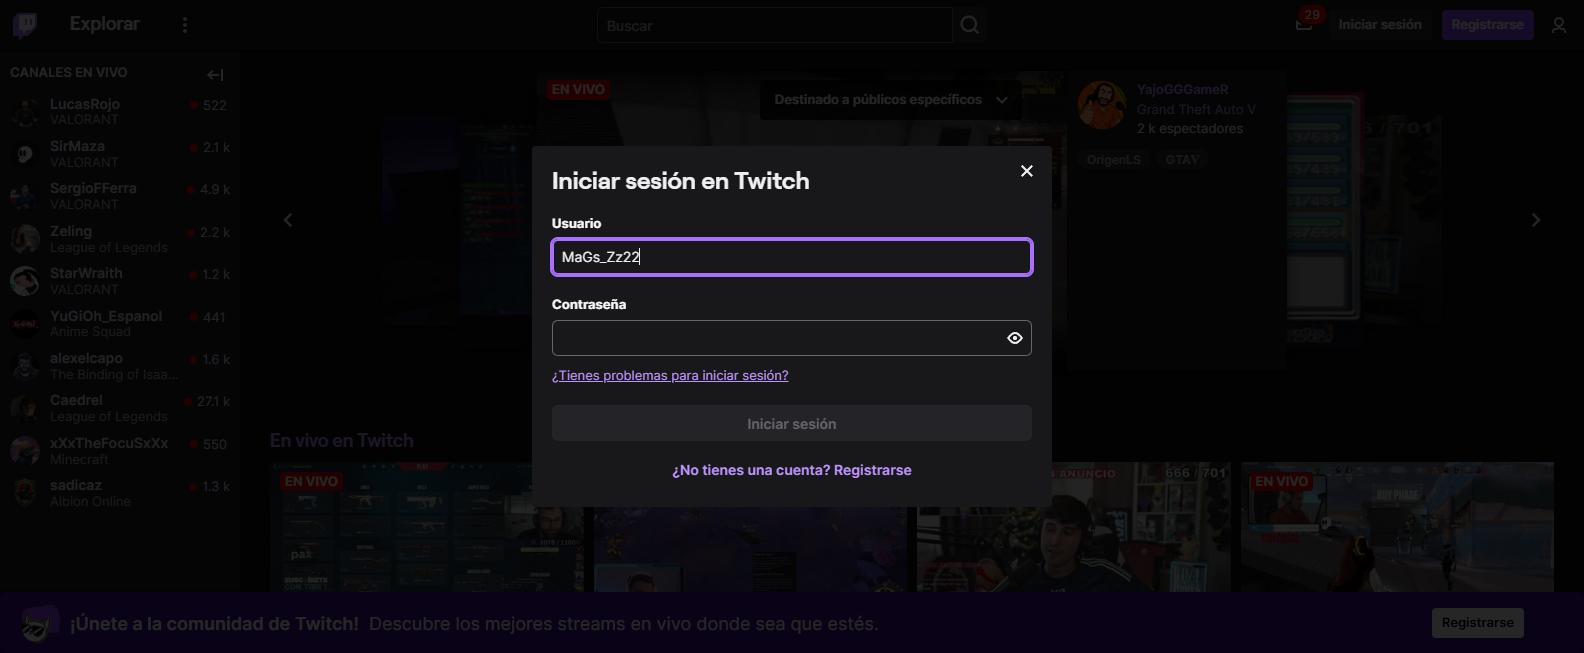 Explorar
Buscar
29
Iniciar sesión
Registrarse
CANALES EN VIVO
LucasRojo
522
VALORANT
SirMaza
2.1 k
VALORANT
SergioFFerra
4.9 k
VALORANT
Zeling
2.2 k
League of Legends
StarWraith
1.2 k
VALORANT
YuGiOh_Espanol
441
Anime Squad
alexelcapo
1.6 k
The Binding of Isaa...
Caedrel
27.1 k
League of Legends
xXxTheFocuSxXx
550
Minecraft
sadicaz
1.3 k
Albion Online
EN VIVO
Destinado a públicos específicos
YajoGGGameR
Grand Theft Auto V
2 k espectadores
OrigenLS
GTAV
/ 701
Iniciar sesión en Twitch
Usuario
MaGs_Zz22
Contraseña
¿Tienes problemas para iniciar sesión?
Iniciar sesión
¿No tienes una cuenta? Registrarse
En vivo en Twitch
EN VIVO
pax
ANUNCIO
666 / 701
EN VIVO
BUY PHASE
¡Únete a la comunidad de Twitch! Descubre los mejores streams en vivo donde sea que estés.
Registrarse